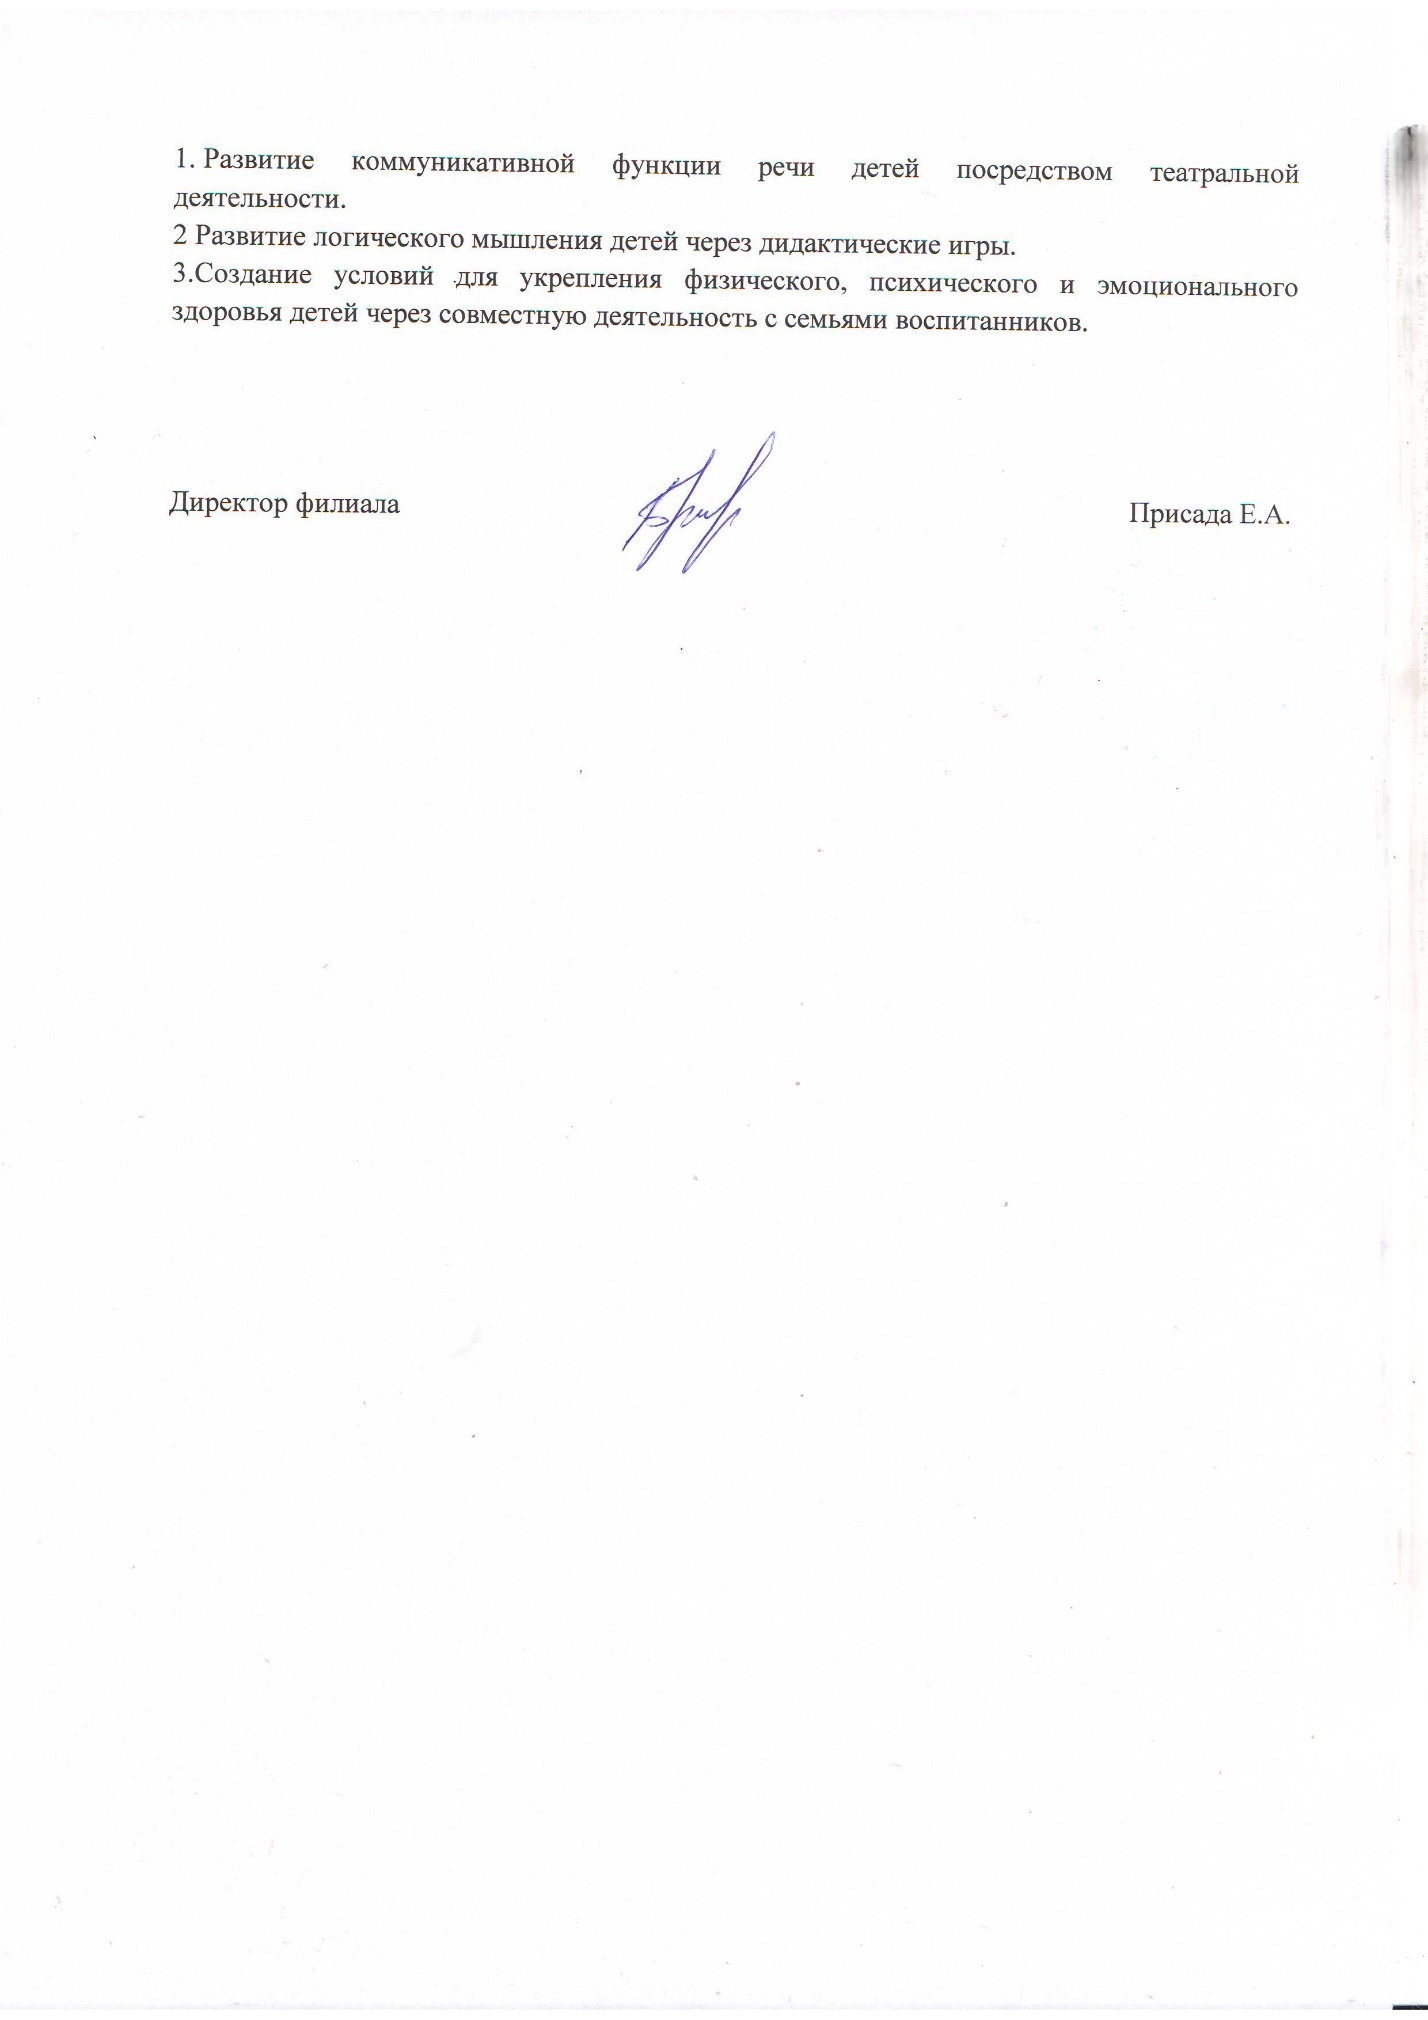 1. Развитие коммуникативной функции речи детей посредством театральной
деятельности.
2 Развитие логического мышления детей через дидактические игры.
3.Создание условий для укрепления физического, психического и эмоционального
здоровья детей через совместную деятельность с семьями воспитанников.
Директор филиала Присада Е.А.